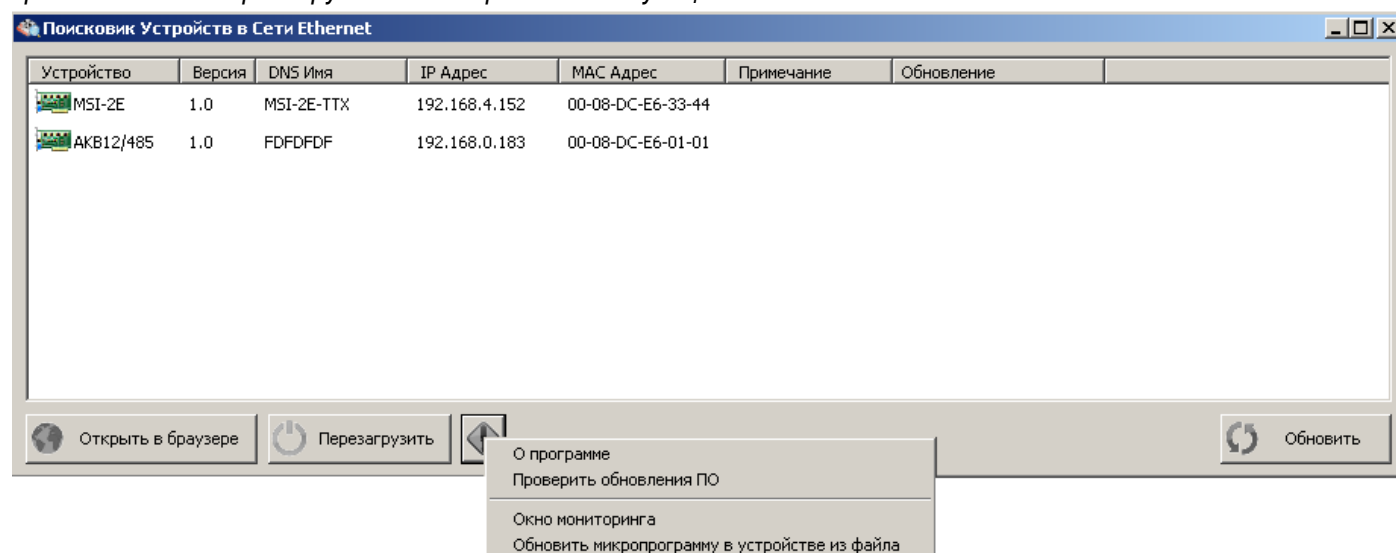 Поисковик Устройств в Сети Ethernet
Устройство Версия DNS Имя IP Адрес MAC Адрес Примечание Обновление
MSI-2E 1.0 MSI-2E-TTX 192.168.4.152 00-08-DC-E6-33-44
АКВ12/485 1.0 FDFDFDF 192.168.0.183 00-08-DC-E6-01-01
Открыть в браузере Перезагрузить Обновить
О программе
Проверить обновления ПО
Окно мониторинга
Обновить микропрограмму в устройстве из файла